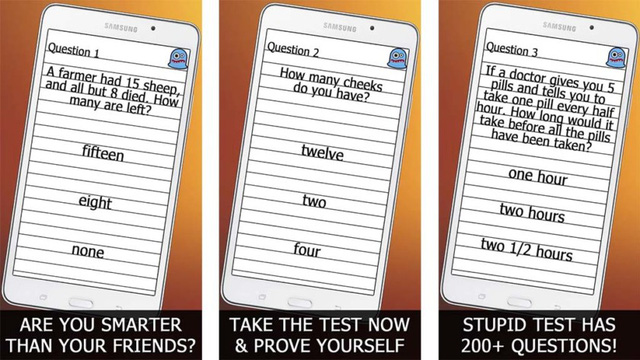 SAMSUNG
Question 1
A farmer had 15 sheep,
and all but 8 died. How
many are left?
fifteen
eight
none
ARE YOU SMARTER
THAN YOUR FRIENDS?
SAMSUNG
Question 2
How many cheeks
do you have?
twelve
two
four
TAKE THE TEST NOW
& PROVE YOURSELF
SAMSUNG
Question 3
If a doctor gives you 5
pills and tells you to
take one pill every half
hour. How long would it
take before all the pills
have been taken?
one hour
two hours
two 1/2 hours
STUPID TEST HAS
200+ QUESTIONS!